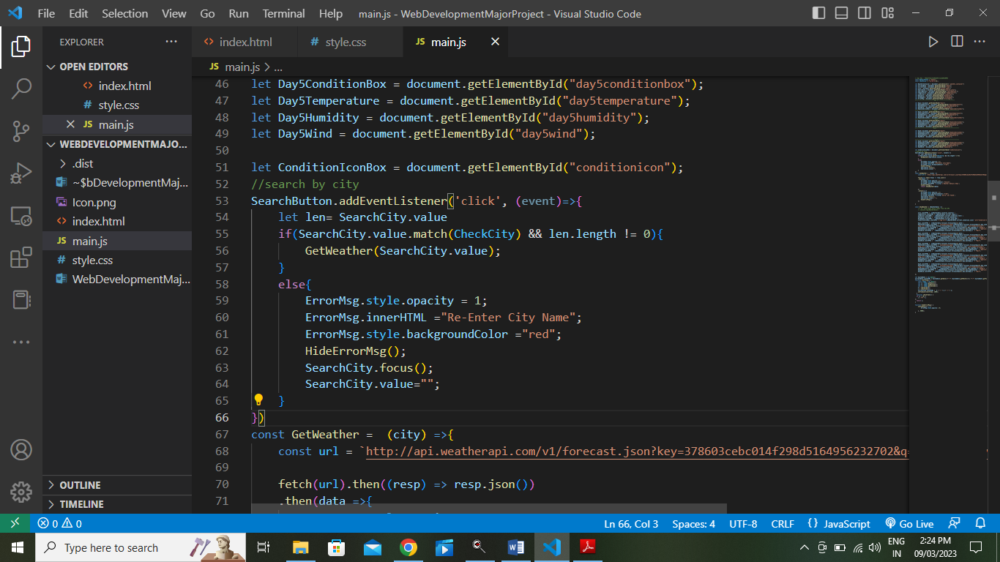 File Edit Selection View Go Run Terminal Help main.js - WebDevelopmentMajorProject - Visual Studio Code
EXPLORER ...
<> index.html # style.css JS main.js
OPEN EDITORS
<> index.html
# style.css
JS main.js
WEBDEVELOPMENTMAJO...
.dist
~$bDevelopmentMaj...
Icon.png
<> index.html
JS main.js
# style.css
WebDevelopmentMaj...
OUTLINE
TIMELINE
JS main.js > ...
46 let Day5ConditionBox = document.getElementById("day5conditionbox");
47 let Day5Temperature = document.getElementById("day5temperature");
48 let Day5Humidity = document.getElementById("day5humidity");
49 let Day5Wind = document.getElementById("day5wind");
50
51 let ConditionIconBox = document.getElementById("conditionicon");
52 //search by city
53 SearchButton.addEventListener('click', (event)=>{
54 let len= SearchCity.value
55 if(SearchCity.value.match(CheckCity) && len.length != 0){
56 GetWeather(SearchCity.value);
57 }
58 else{
59 ErrorMsg.style.opacity = 1;
60 ErrorMsg.innerHTML ="Re-Enter City Name";
61 ErrorMsg.style.backgroundColor ="red";
62 HideErrorMsg();
63 SearchCity.focus();
64 SearchCity.value="";
65 }
66 })
67 const GetWeather = (city) =>{
68 const url = `http://api.weatherapi.com/v1/forecast.json?key=378603cebc014f298d5164956232702&q=
69
70 fetch(url).then((resp) => resp.json())
71 .then(data =>{
0 0 Ln 66, Col 3 Spaces: 4 UTF-8 CRLF {} JavaScript Go Live
Type here to search
ENG
IN
2:24 PM
09/03/2023